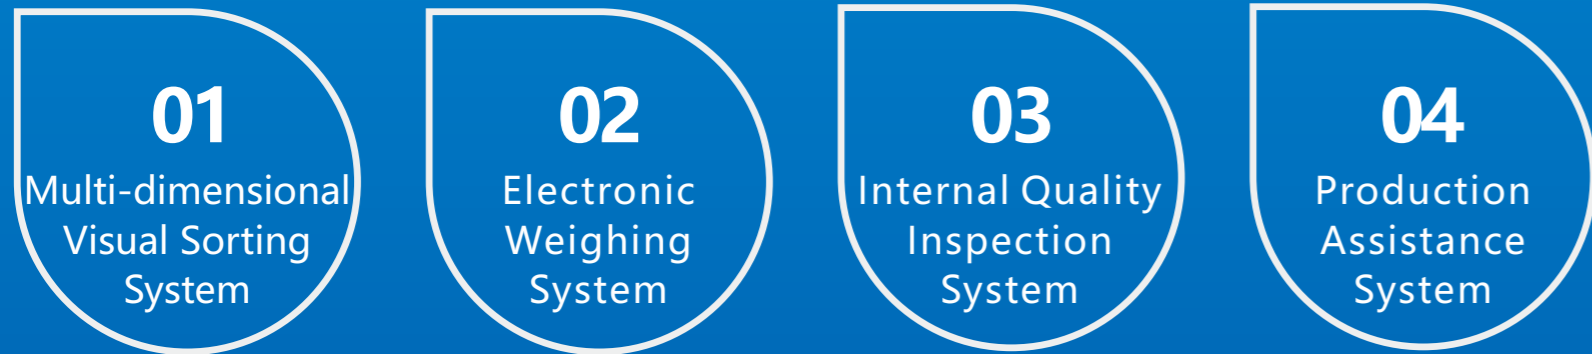 01
Multi-dimensional
Visual Sorting
System
02
Electronic
Weighing
System
03
Internal Quality
Inspection
System
04
Production
Assistance
System